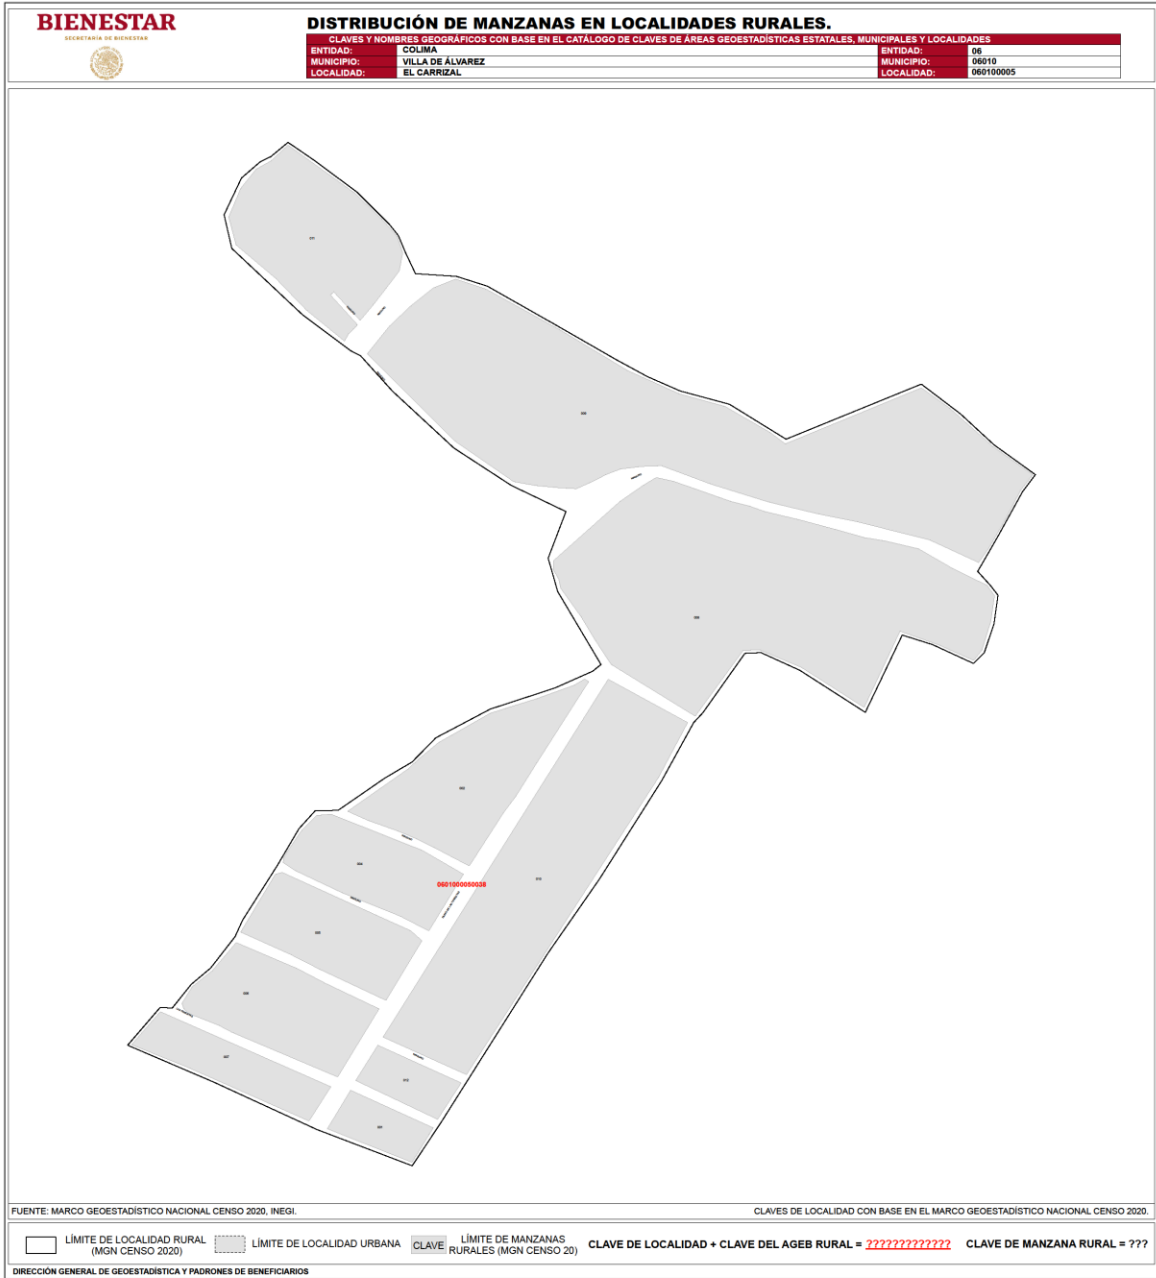 BIENESTAR
SECRETARÍA DE BIENESTAR
DISTRIBUCIÓN DE MANZANAS EN LOCALIDADES RURALES.
CLAVES Y NOMBRES GEOGRÁFICOS CON BASE EN EL CATÁLOGO DE CLAVES DE ÁREAS GEOESTADÍSTICAS ESTATALES, MUNICIPALES Y LOCALIDADES
ENTIDAD: COLIMA ENTIDAD: 06
MUNICIPIO: VILLA DE ÁLVAREZ MUNICIPIO: 06010
LOCALIDAD: EL CARRIZAL LOCALIDAD: 060100005
0601000050038
FUENTE: MARCO GEOESTADÍSTICO NACIONAL CENSO 2020, INEGI.
CLAVES DE LOCALIDAD CON BASE EN EL MARCO GEOESTADÍSTICO NACIONAL CENSO 2020.
LÍMITE DE LOCALIDAD RURAL
(MGN CENSO 2020)
LÍMITE DE LOCALIDAD URBANA
CLAVE
LÍMITE DE MANZANAS
RURALES (MGN CENSO 20)
CLAVE DE LOCALIDAD + CLAVE DEL AGEB RURAL = ?????????????
CLAVE DE MANZANA RURAL = ???
DIRECCIÓN GENERAL DE GEOESTADÍSTICA Y PADRONES DE BENEFICIARIOS